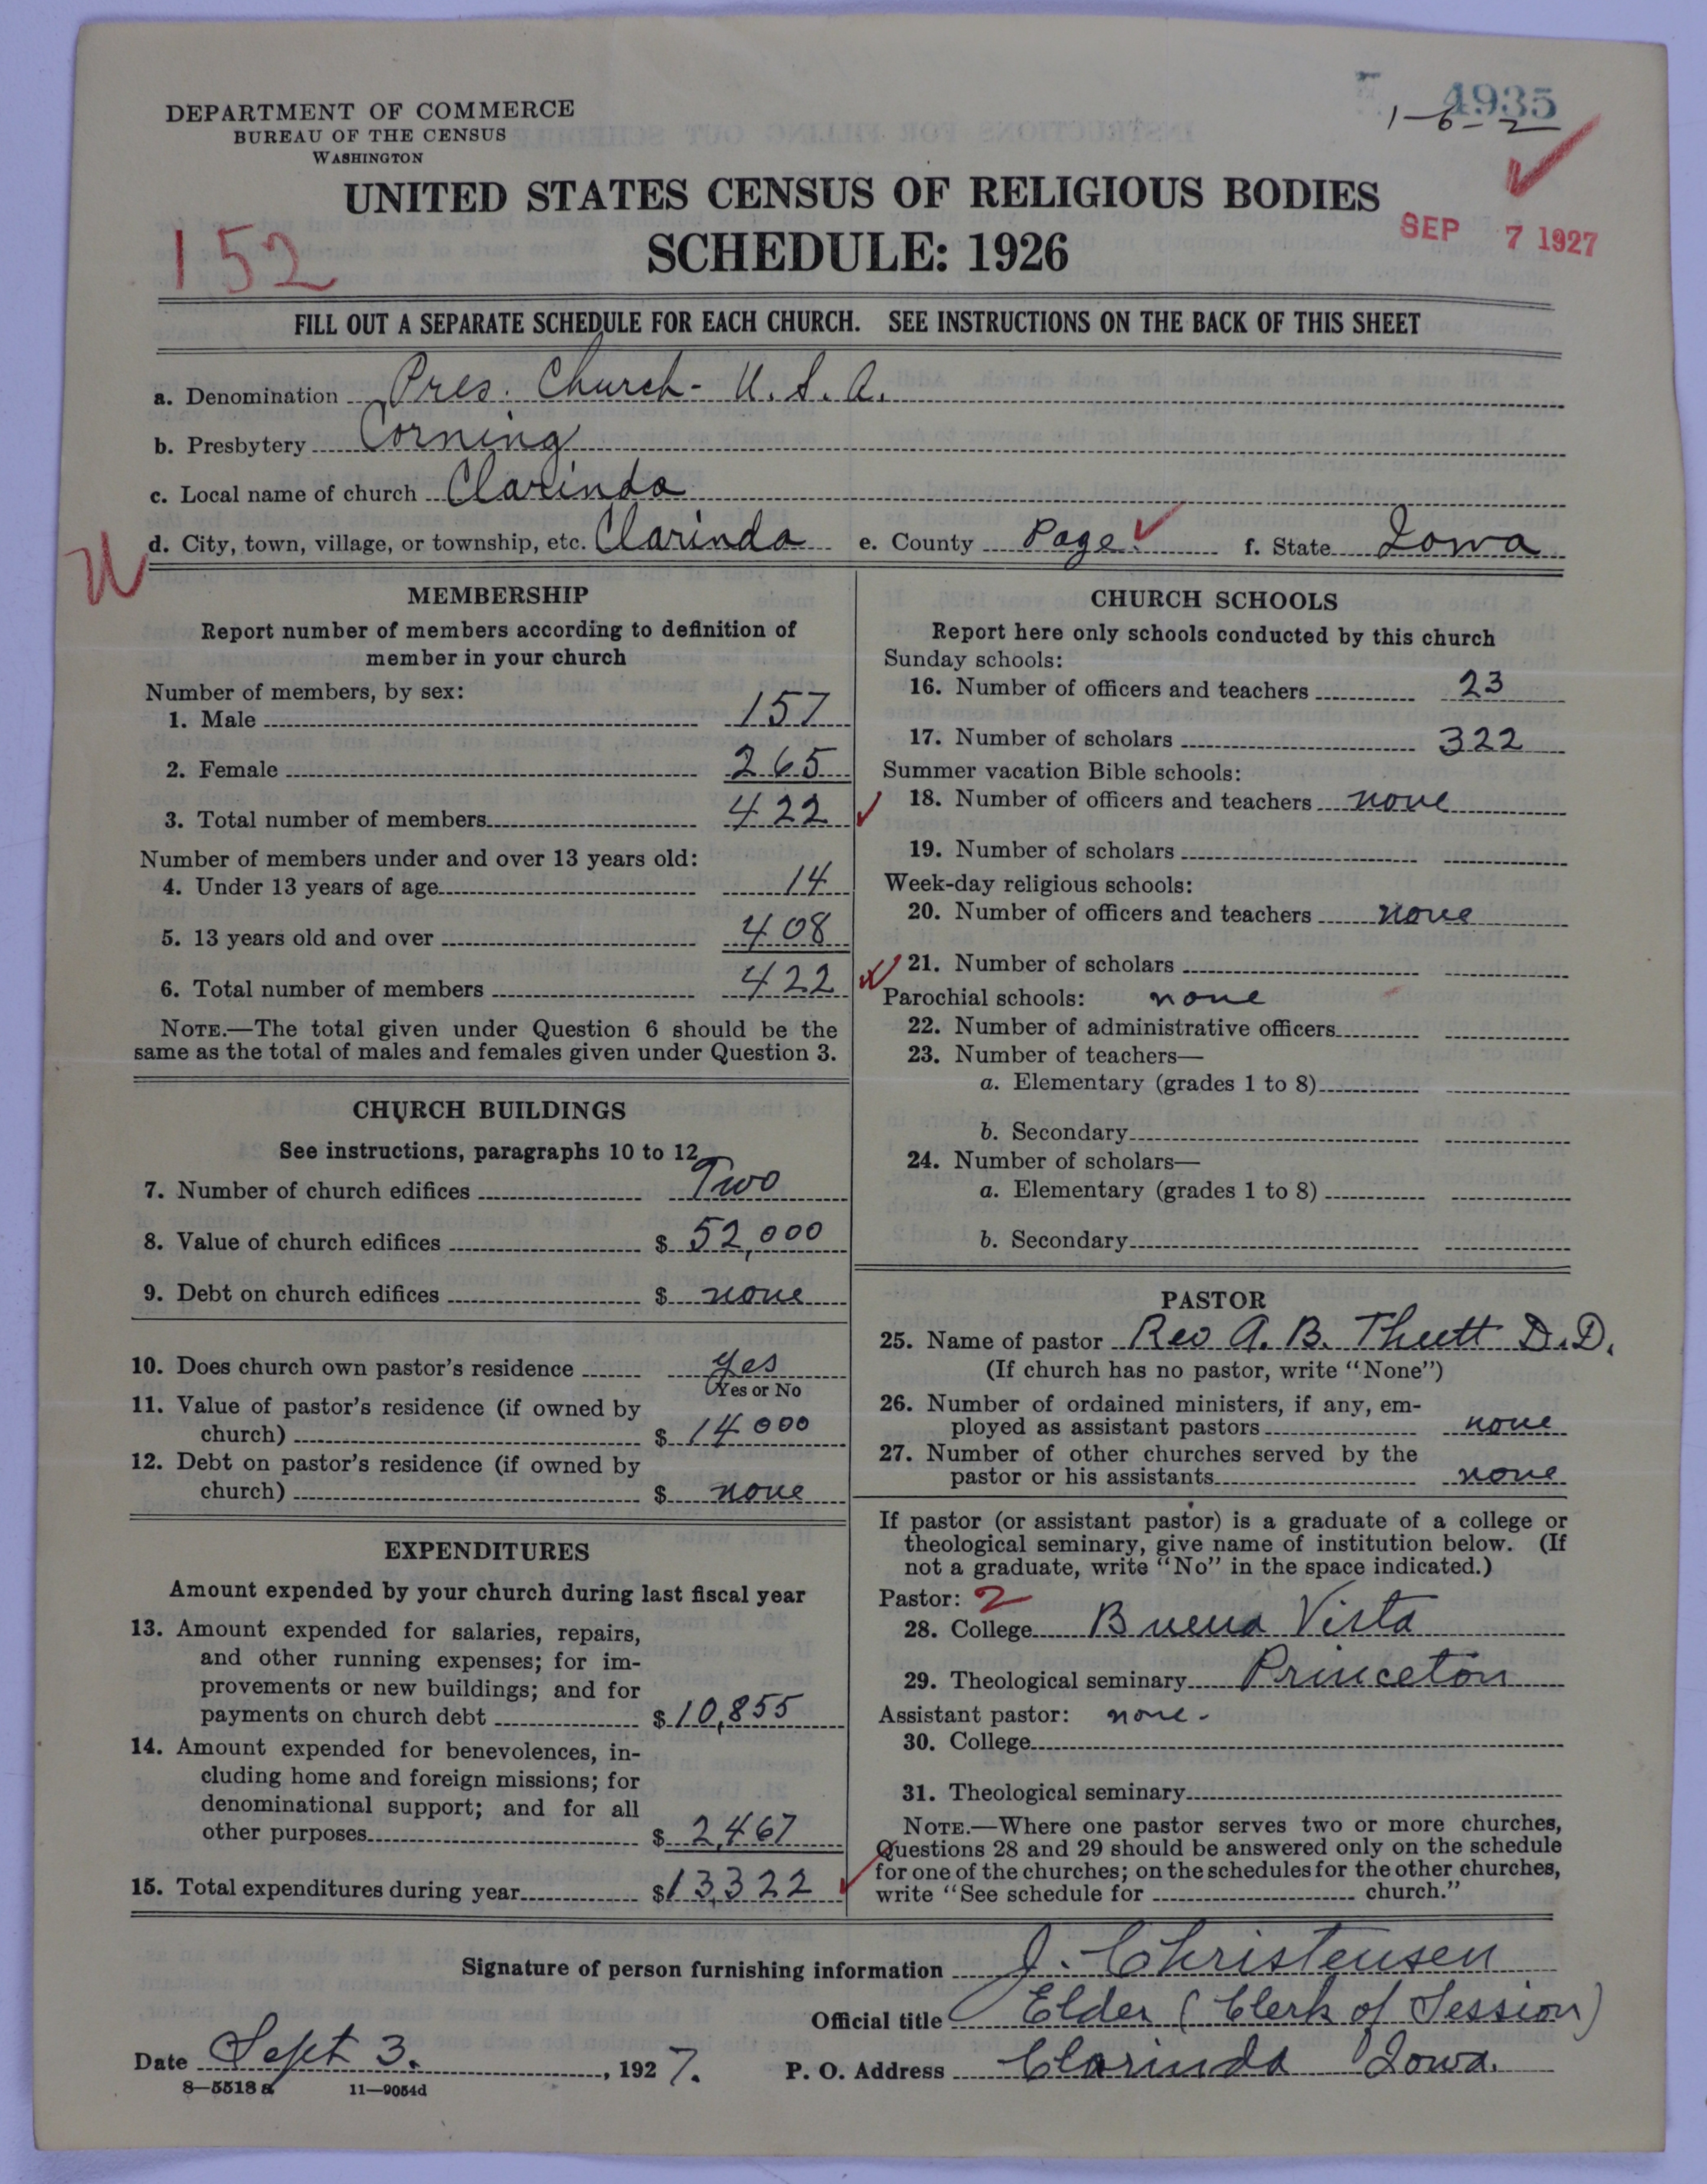 4935
1-6-2
DEPARTMENT OF COMMERCE
BUREAU OF THE CENSUS
WASHINGTON
UNITED STATES CENSUS OF RELIGIOUS BODIES
SCHEDULE: 1926
152
SEP 7 1927
FILL OUT A SEPARATE SCHEDULE FOR EACH CHURCH. SEE INSTRUCTIONS ON THE BACK OF THIS SHEET
a. Denomination Pres. Church - U. S. A.
b. Presbytery Corning
c. Local name of church Clarinda
d. City, town, village, or township, etc. Clarinda e. County Page. f. State Iowa
MEMBERSHIP
Report number of members according to definition of
member in your church
Number of members, by sex:
1. Male 157
2. Female 265
3. Total number of members 422
Number of members under and over 13 years old:
4. Under 13 years of age 14
5. 13 years old and over 408
6. Total number of members 422
NOTE.—The total given under Question 6 should be the
same as the total of males and females given under Question 3.
CHURCH BUILDINGS
See instructions, paragraphs 10 to 12
7. Number of church edifices Two
8. Value of church edifices $ 52,000
9. Debt on church edifices $ none
10. Does church own pastor's residence yes
Yes or No
11. Value of pastor's residence (if owned by
church) $ 14000
12. Debt on pastor's residence (if owned by
church) $ none
EXPENDITURES
Amount expended by your church during last fiscal year
13. Amount expended for salaries, repairs,
and other running expenses; for im-
provements or new buildings; and for
payments on church debt $ 10,855
14. Amount expended for benevolences, in-
cluding home and foreign missions; for
denominational support; and for all
other purposes $ 2,467
15. Total expenditures during year $ 13,322
CHURCH SCHOOLS
Report here only schools conducted by this church
Sunday schools:
16. Number of officers and teachers 23
17. Number of scholars 322
Summer vacation Bible schools:
18. Number of officers and teachers none
19. Number of scholars
Week-day religious schools:
20. Number of officers and teachers none
21. Number of scholars
Parochial schools: none
22. Number of administrative officers
23. Number of teachers—
a. Elementary (grades 1 to 8)
b. Secondary
24. Number of scholars—
a. Elementary (grades 1 to 8)
b. Secondary
PASTOR
25. Name of pastor Rev A. B. D.D.
(If church has no pastor, write "None")
26. Number of ordained ministers, if any, em-
ployed as assistant pastors none
27. Number of other churches served by the
pastor or his assistants none
If pastor (or assistant pastor) is a graduate of a college or
theological seminary, give name of institution below. (If
not a graduate, write "No" in the space indicated.)
Pastor: 2
28. College Buena Vista
29. Theological seminary Princeton
Assistant pastor: none -
30. College
31. Theological seminary
NOTE.—Where one pastor serves two or more churches,
Questions 28 and 29 should be answered only on the schedule
for one of the churches; on the schedules for the other churches,
write "See schedule for church."
Signature of person furnishing information J. Christensen
Official title Elder (Clerk of Session)
Date Sept 3. , 1927. P. O. Address Clarinda Iowa.
8—5518 a 11—9054d